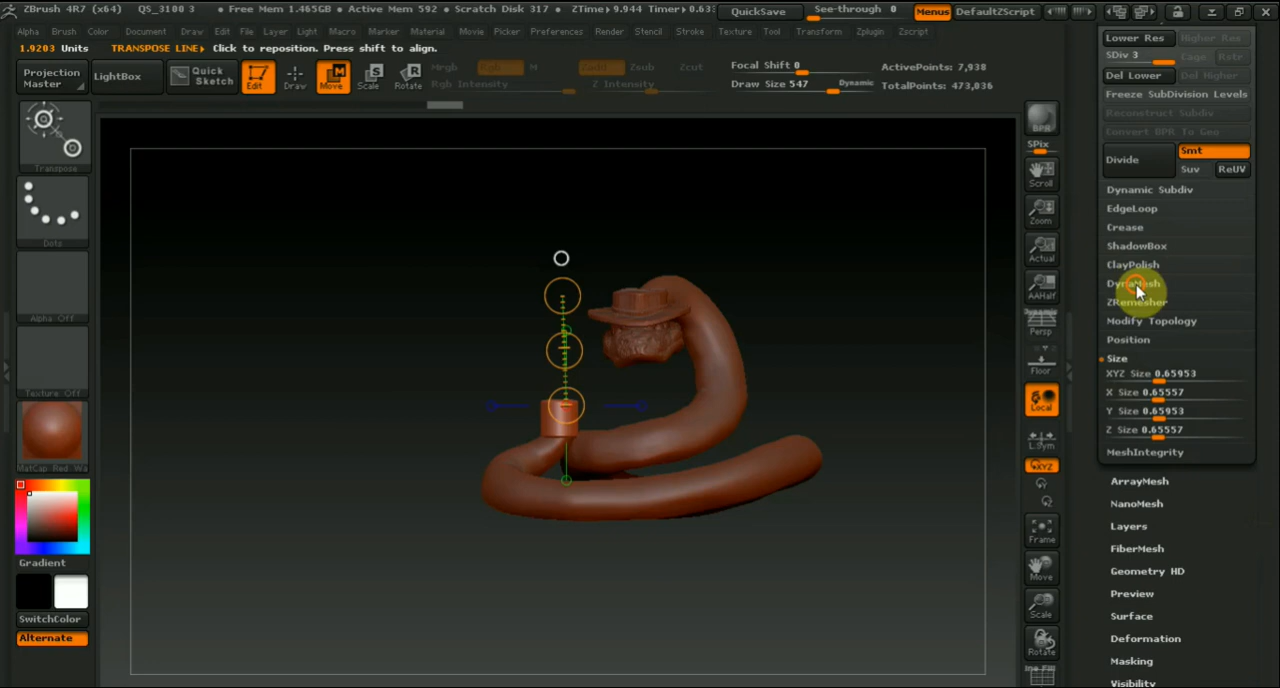 ZBrush 4R7 (x64) QS_3100 3 • Free Mem 1.465GB • Active Mem 592 • Scratch Disk 317 • ZTime▸9.944 Timer▸0.63
QuickSave See-through 0 Menus DefaultZScript
Alpha Brush Color Document Draw Edit File Layer Light Macro Marker Material Movie Picker Preferences Render Stencil Stroke Texture Tool Transform Zplugin Zscript
1.9203 Units TRANSPOSE LINE▸ Click to reposition. Press shift to align.
Projection Master
LightBox
Quick Sketch
Edit
Draw
Move
Scale
Rotate
Mrgb Rgb M
Rgb Intensity
Zadd Zsub Zcut
Z Intensity
Focal Shift 0
Draw Size 547 Dynamic
ActivePoints: 7,938
TotalPoints: 473,036
Transpose
Dots
Alpha Off
Texture Off
MatCap Red Wa
Gradient
SwitchColor
Alternate
BPR
SPix
Scroll
Zoom
Actual
AAHalf
Dynamic
Persp
Floor
Local
L.Sym
XYZ
Frame
Move
Scale
Rotate
Line Fill
Lower Res Higher Res
SDiv 3 Cage Rstr
Del Lower Del Higher
Freeze SubDivision Levels
Reconstruct Subdiv
Convert BPR To Geo
Divide Smt
Suv ReUV
Dynamic Subdiv
EdgeLoop
Crease
ShadowBox
ClayPolish
DynaMesh
ZRemesher
Modify Topology
Position
Size
XYZ Size 0.65953
X Size 0.65557
Y Size 0.65953
Z Size 0.65557
MeshIntegrity
ArrayMesh
NanoMesh
Layers
FiberMesh
Geometry HD
Preview
Surface
Deformation
Masking
Visibility